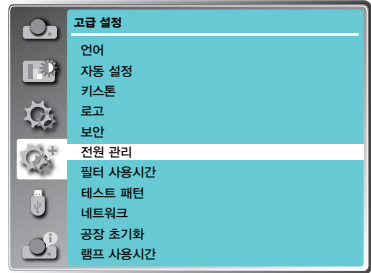 고급 설정
언어
자동 설정
키스톤
로고
보안
전원 관리
필터 사용시간
테스트 패턴
네트워크
공장 초기화
램프 사용시간